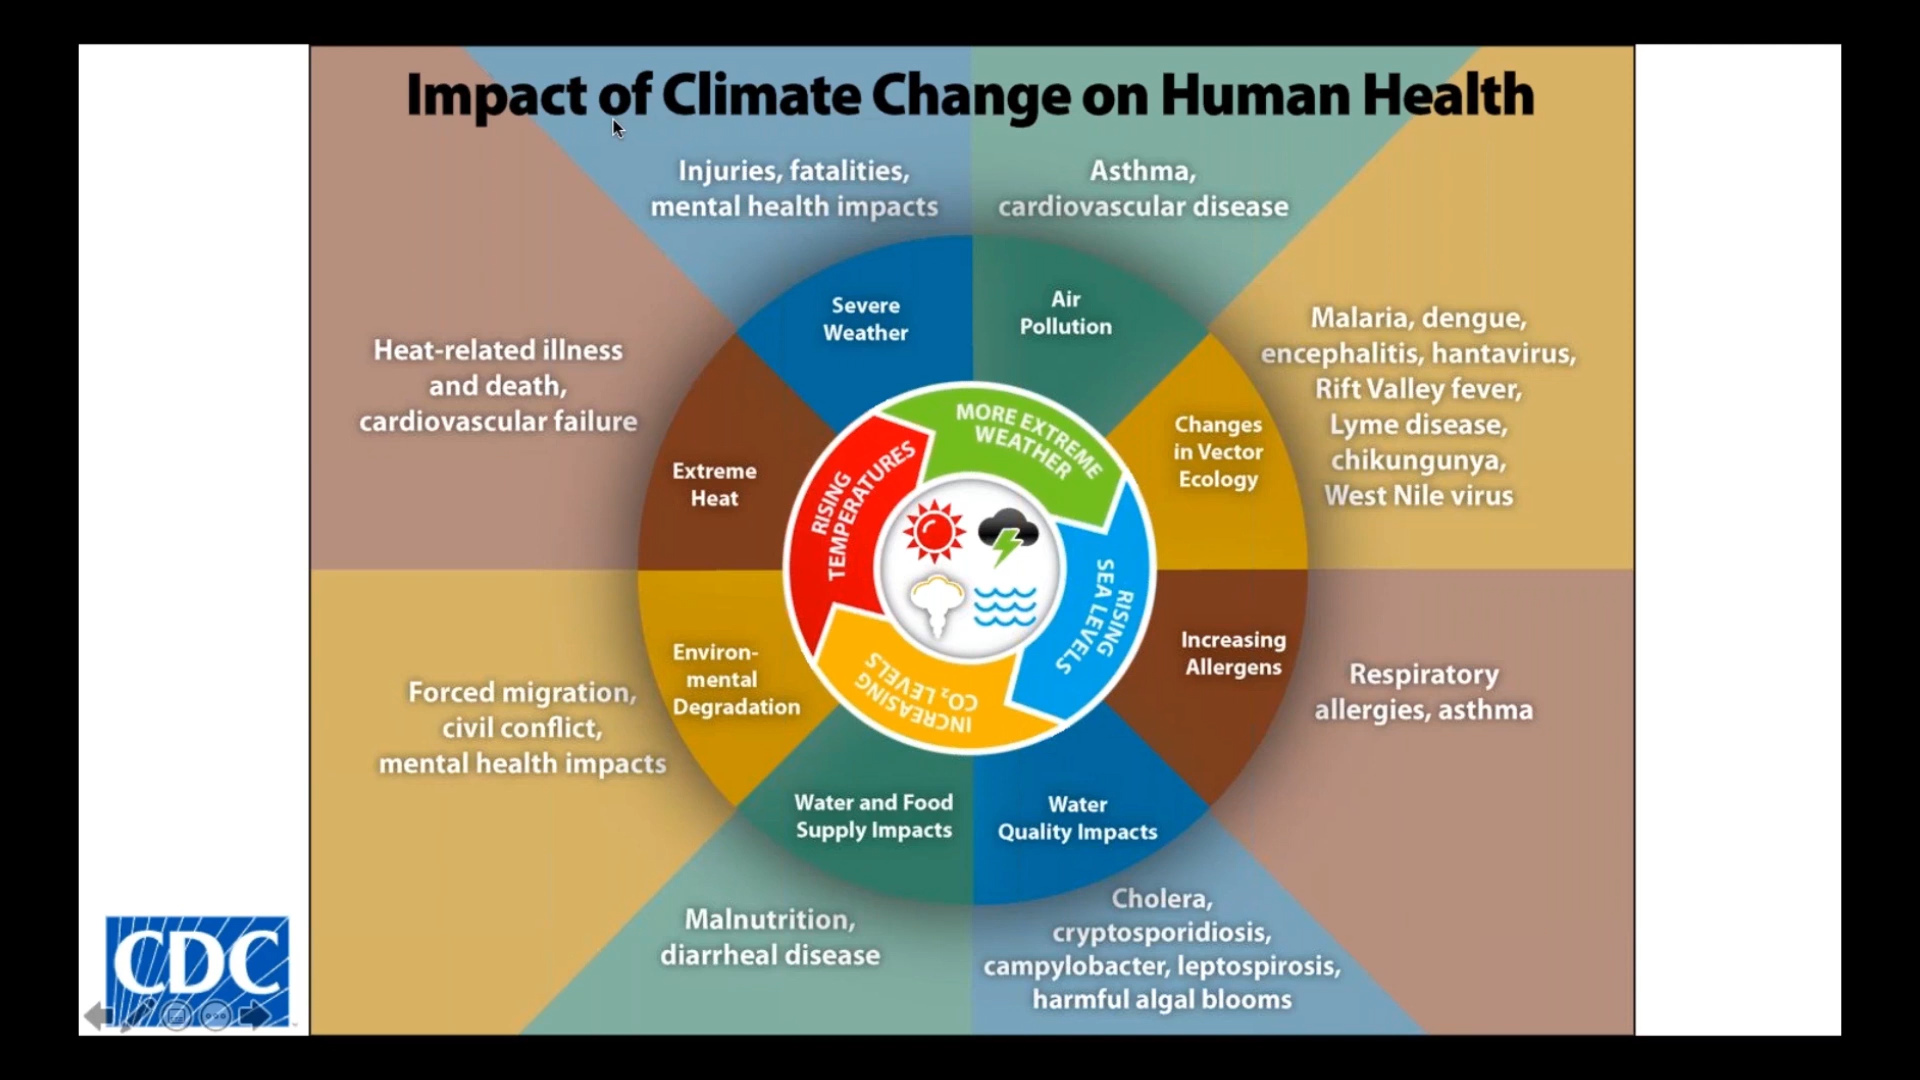 Impact of Climate Change on Human Health
Injuries, fatalities,
mental health impacts
Asthma,
cardiovascular disease
Severe
Weather
Air
Pollution
Heat-related illness
and death,
cardiovascular failure
Malaria, dengue,
encephalitis, hantavirus,
Rift Valley fever,
Lyme disease,
chikungunya,
West Nile virus
Extreme
Heat
Changes
in Vector
Ecology
RISING
TEMPERATURES
MORE EXTREME
WEATHER
RISING
SEA LEVELS
INCREASING
CO₂ LEVELS
Environ-
mental
Degradation
Increasing
Allergens
Forced migration,
civil conflict,
mental health impacts
Respiratory
allergies, asthma
Water and Food
Supply Impacts
Water
Quality Impacts
Malnutrition,
diarrheal disease
Cholera,
cryptosporidiosis,
campylobacter, leptospirosis,
harmful algal blooms
CDC